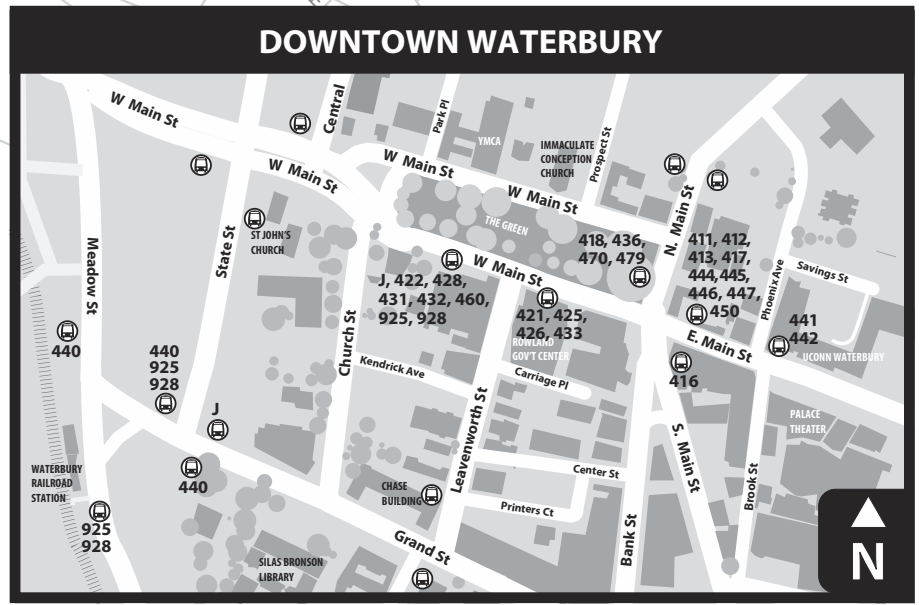 DOWNTOWN WATERBURY
W Main St
Central
Park Pl
YMCA
IMMACULATE
CONCEPTION
CHURCH
Prospect St
W Main St
W Main St
W Main St
THE GREEN
N. Main St
ST JOHN'S
CHURCH
State St
Meadow St
418, 436,
470, 479
411, 412,
413, 417,
444, 445,
446, 447,
450
Phoenix Ave
Savings St
W Main St
J, 422, 428,
431, 432, 460,
925, 928
421, 425,
426, 433
ROWLAND
GOV'T CENTER
441
442
E. Main St
UCONN WATERBURY
440
440
925
928
Church St
Kendrick Ave
Carriage Pl
416
J
Leavenworth St
PALACE
THEATER
S. Main St
440
WATERBURY
RAILROAD
STATION
CHASE
BUILDING
Center St
Brook St
Printers Ct
925
928
Grand St
Bank St
SILAS BRONSON
LIBRARY
N